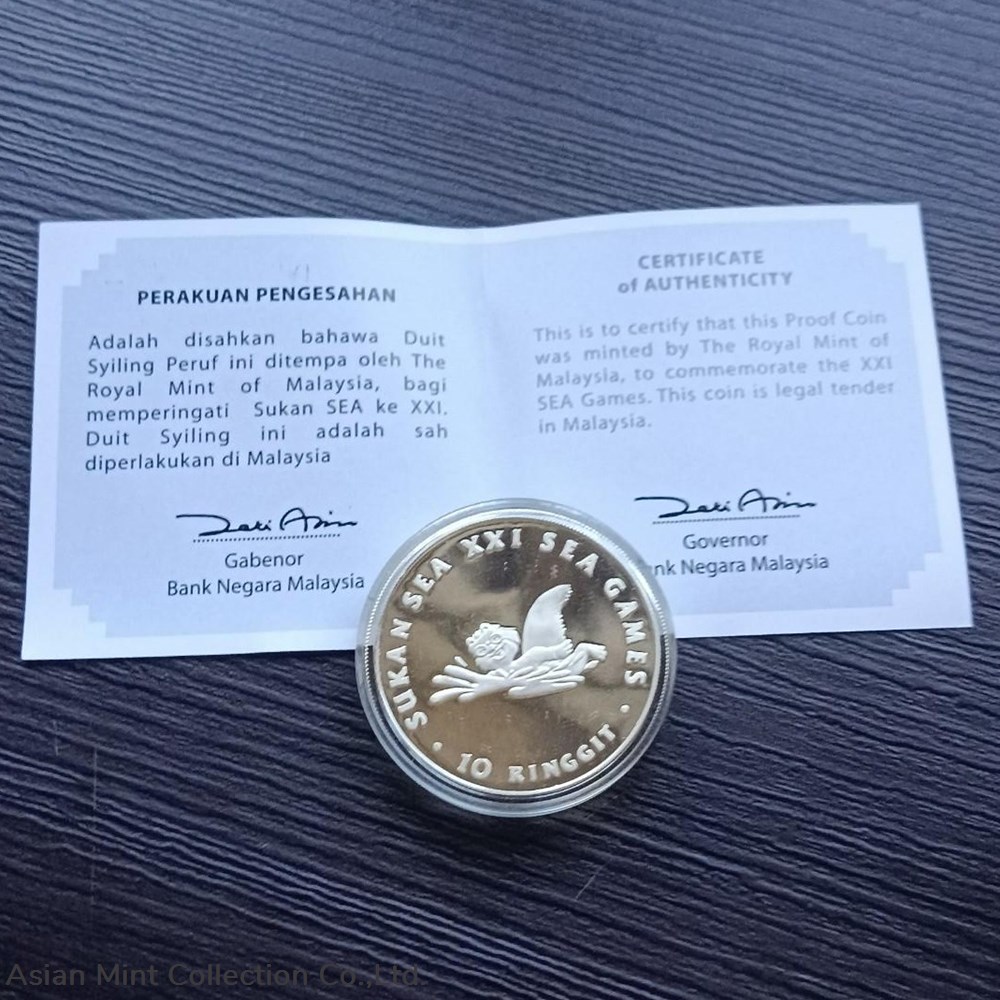 PERAKUAN PENGESAHAN
Adalah disahkan bahawa Duit
Syiling Peruf ini ditempa oleh The
Royal Mint of Malaysia, bagi
memperingati Sukan SEA ke XXI.
Duit Syiling ini adalah sah
diperlakukan di Malaysia
Gabenor
Bank Negara Malaysia
CERTIFICATE
of AUTHENTICITY
This is to certify that this Proof Coin
was minted by The Royal Mint of
Malaysia, to commemorate the XXI
SEA Games. This coin is legal tender
in Malaysia.
Governor
nk Negara Malaysia
SUKAN SEA XXI SEA GAMES
· 10 RINGGIT ·
Asian Mint Collection Co.,Ltd